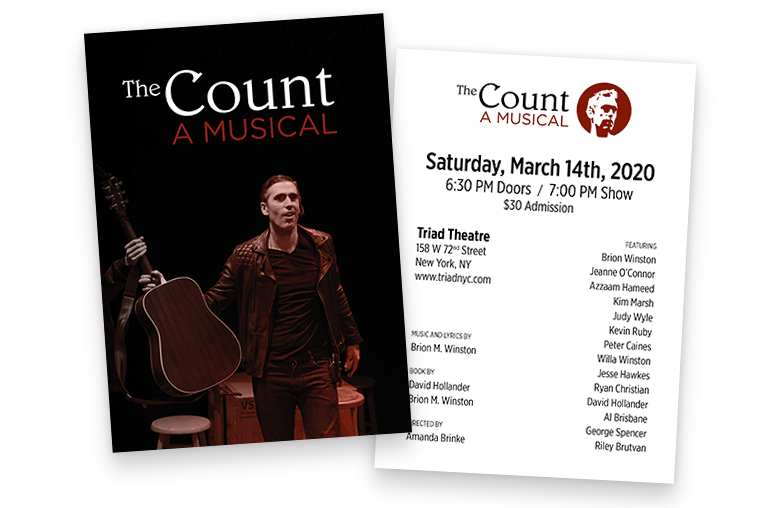 The Count
A MUSICAL
The Count
A MUSICAL
Saturday, March 14th, 2020
6:30 PM Doors / 7:00 PM Show
$30 Admission
Triad Theatre
158 W 72nd Street
New York, NY
www.triadnyc.com
MUSIC AND LYRICS BY
Brion M. Winston
BOOK BY
David Hollander
Brion M. Winston
RECTED BY
Amanda Brinke
FEATURING
Brion Winston
Jeanne O'Connor
Azzaam Hameed
Kim Marsh
Judy Wyle
Kevin Ruby
Peter Caines
Willa Winston
Jesse Hawkes
Ryan Christian
David Hollander
Al Brisbane
George Spencer
Riley Brutvan